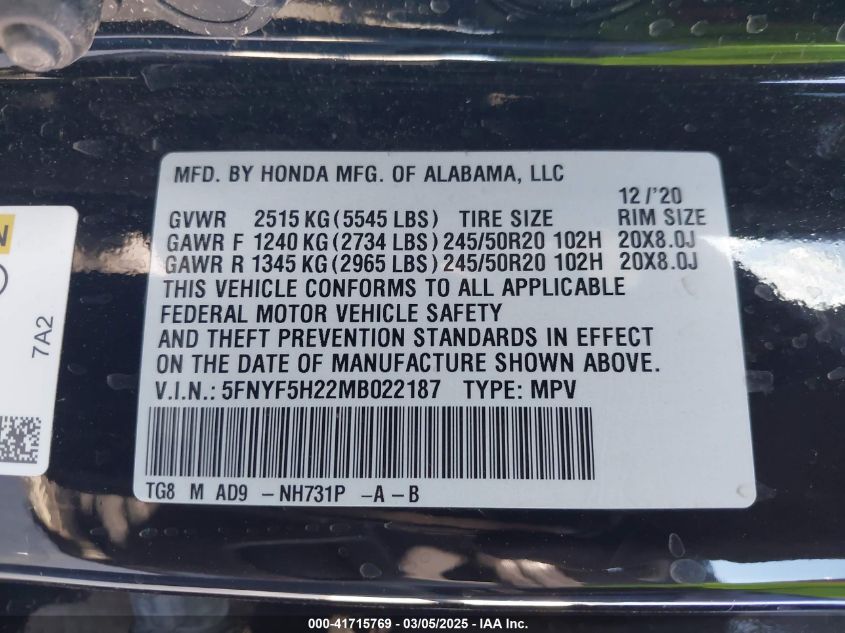 MFD. BY HONDA MFG. OF ALABAMA, LLC
12/'20
GVWR 2515 KG (5545 LBS) TIRE SIZE RIM SIZE
GAWR F 1240 KG (2734 LBS) 245/50R20 102H 20X8.0J
GAWR R 1345 KG (2965 LBS) 245/50R20 102H 20X8.0J
THIS VEHICLE CONFORMS TO ALL APPLICABLE
FEDERAL MOTOR VEHICLE SAFETY
AND THEFT PREVENTION STANDARDS IN EFFECT
ON THE DATE OF MANUFACTURE SHOWN ABOVE.
V.I.N.: 5FNYF5H22MB022187 TYPE: MPV
TG8 M AD9 - NH731P - A - B
7A2
000-41715769 - 03/05/2025 - IAA Inc.